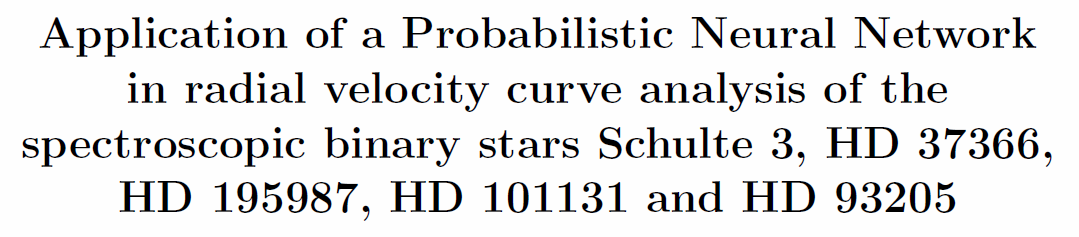 Application of a Probabilistic Neural Network
in radial velocity curve analysis of the
spectroscopic binary stars Schulte 3, HD 37366,
HD 195987, HD 101131 and HD 93205